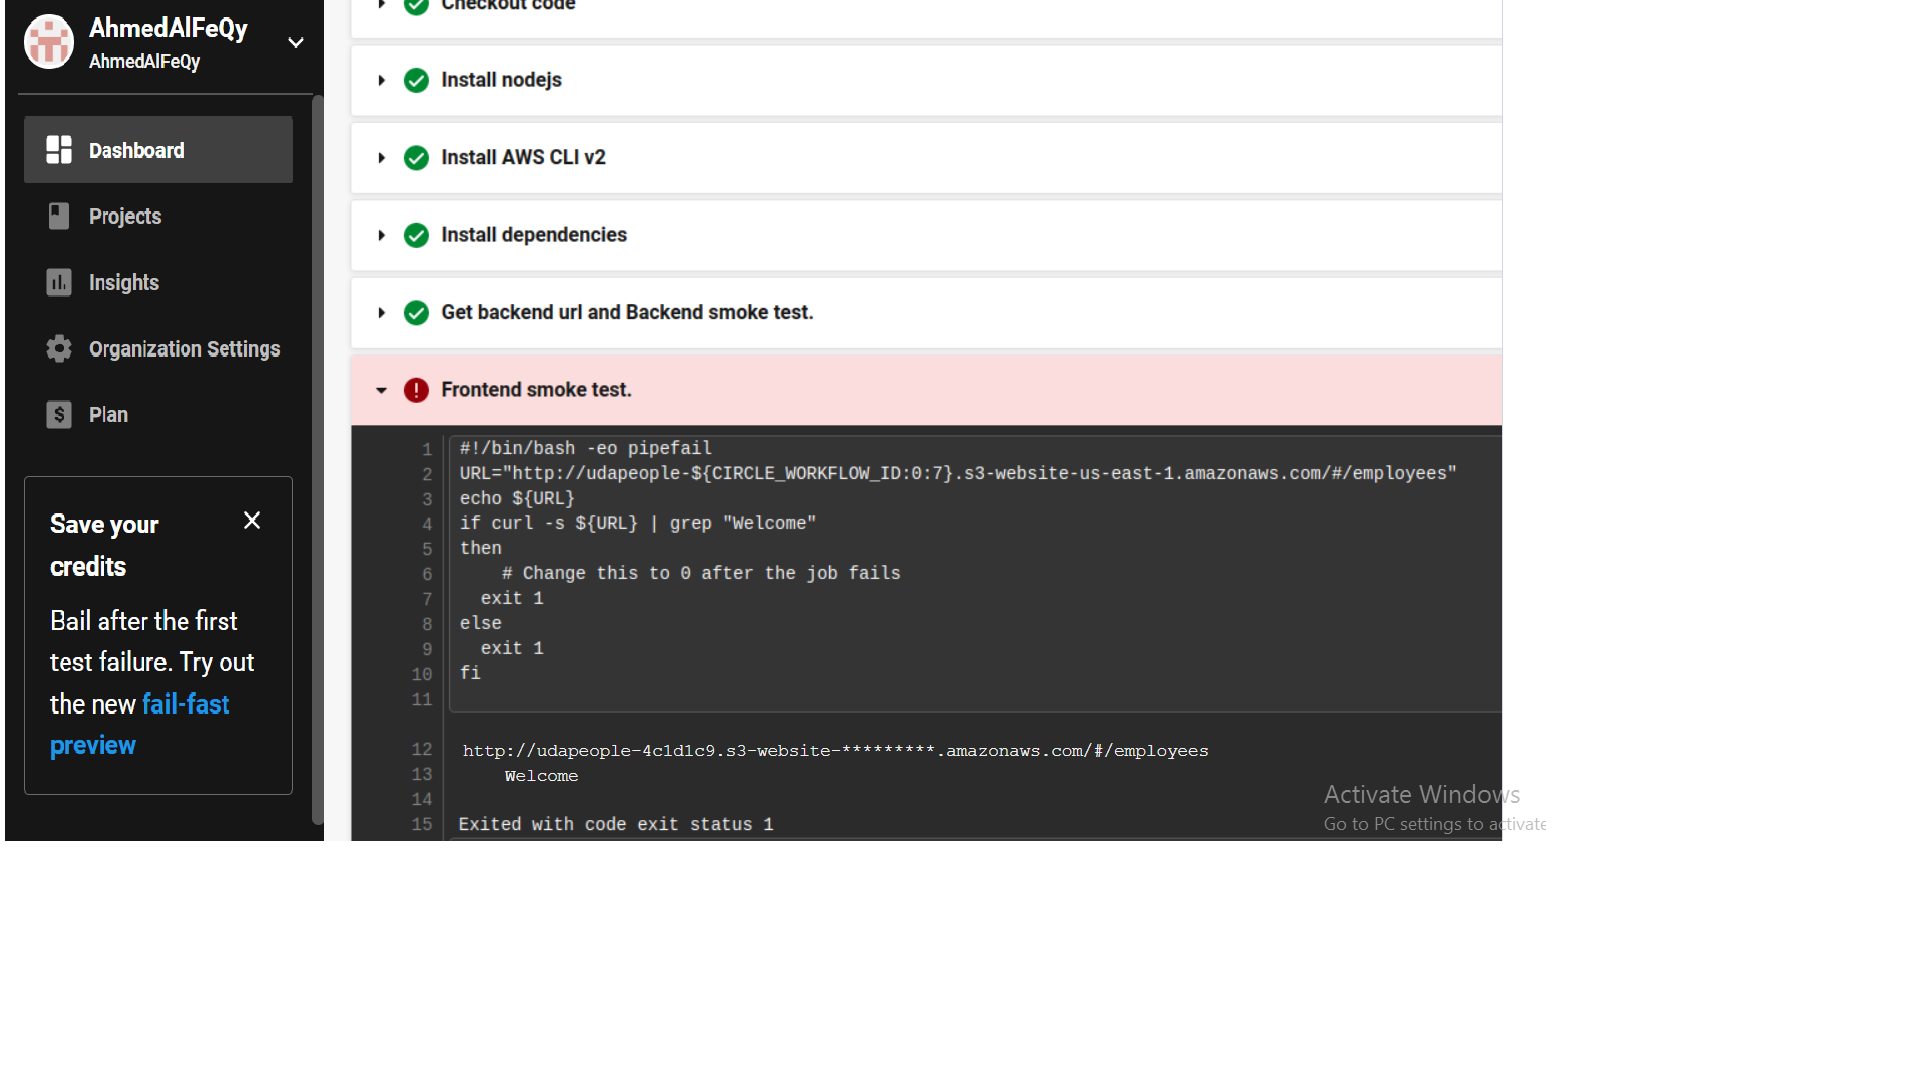 AhmedAlFeQy
AhmedAlFeQy
Dashboard
Projects
Insights
Organization Settings
Plan
Save your
credits
Bail after the first
test failure. Try out
the new fail-fast
preview
Checkout code
Install nodejs
Install AWS CLI v2
Install dependencies
Get backend url and Backend smoke test.
Frontend smoke test.
1 #!/bin/bash -eo pipefail
2 URL="http://udapeople-${CIRCLE_WORKFLOW_ID:0:7}.s3-website-us-east-1.amazonaws.com/#/employees"
3 echo ${URL}
4 if curl -s ${URL} | grep "Welcome"
5 then
6     # Change this to 0 after the job fails
7   exit 1
8 else
9   exit 1
10 fi
11
12 http://udapeople-4c1d1c9.s3-website-*********.amazonaws.com/#/employees
13     Welcome
14
15 Exited with code exit status 1
Activate Windows
Go to PC settings to activate